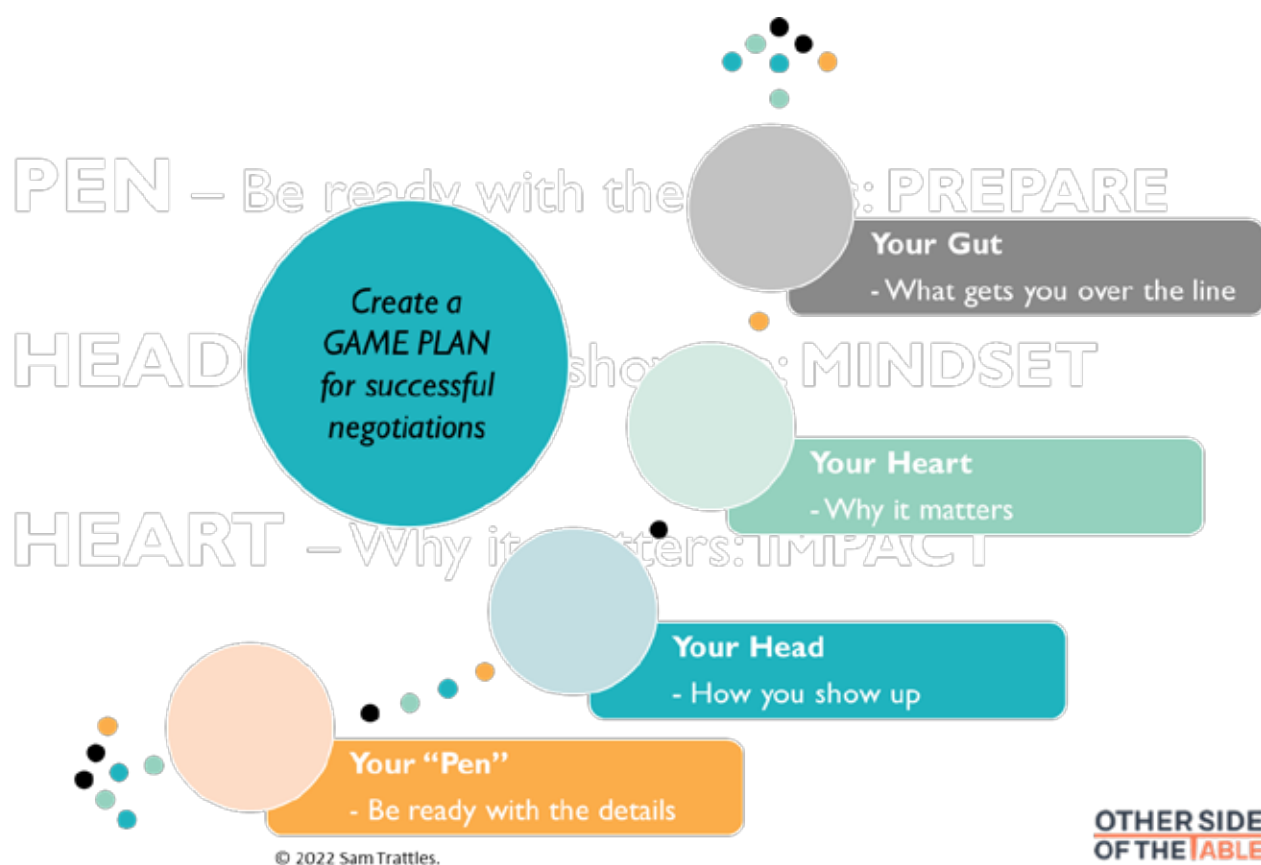 PEN – Be ready with the : PREPARE
Your Gut
- What gets you over the line
Create a
GAME PLAN
for successful
negotiations
HEAD sho : MINDSET
Your Heart
- Why it matters
HEART – Why it tters: IMPACT
Your Head
- How you show up
Your “Pen”
- Be ready with the details
© 2022 Sam Trattles.
OTHER SIDE
OF THE TABLE